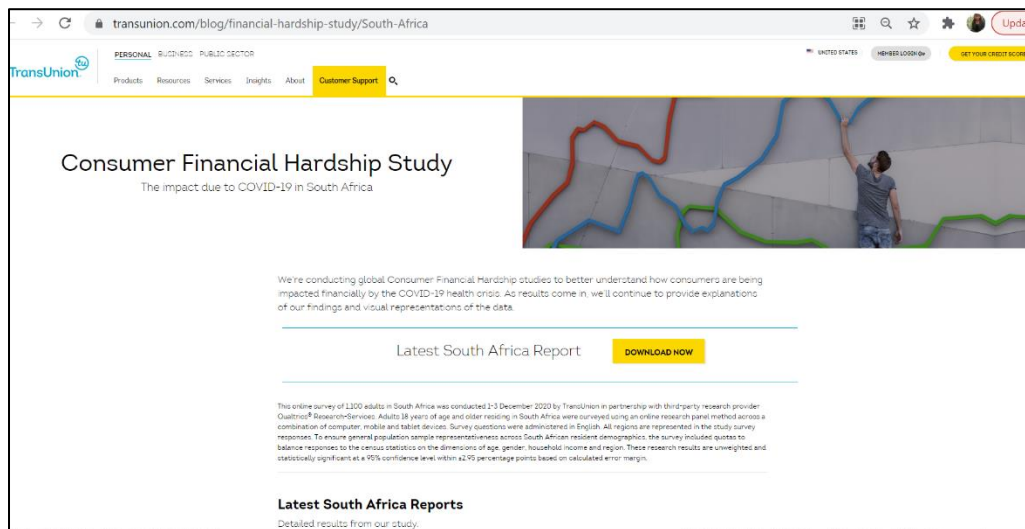 transunion.com/blog/financial-hardship-study/South-Africa
Upda
PERSONAL BUSINESS PUBLIC SECTOR
UNITED STATES
MEMBER LOGIN
GET YOUR CREDIT SCORE
tu
TransUnion
Products Resources Services Insights About Customer Support
Consumer Financial Hardship Study
The impact due to COVID-19 in South Africa
We're conducting global Consumer Financial Hardship studies to better understand how consumers are being
impacted financially by the COVID-19 health crisis. As results come in, we'll continue to provide explanations
of our findings and visual representations of the data.
Latest South Africa Report
DOWNLOAD NOW
This online survey of 1,100 adults in South Africa was conducted 1-3 December 2020 by TransUnion in partnership with third-party research provider
Qualtrics® Research-Services. Adults 18 years of age and older residing in South Africa were surveyed using an online research panel method across a
combination of computer, mobile and tablet devices. Survey questions were administered in English. All regions are represented in the study survey
responses. To ensure general population sample representativeness across South African resident demographics, the survey included quotas to
balance responses to the census statistics on the dimensions of age, gender, household income and region. These research results are unweighted and
statistically significant at a 95% confidence level within ±2.95 percentage points based on calculated error margin.
Latest South Africa Reports
Detailed results from our study.